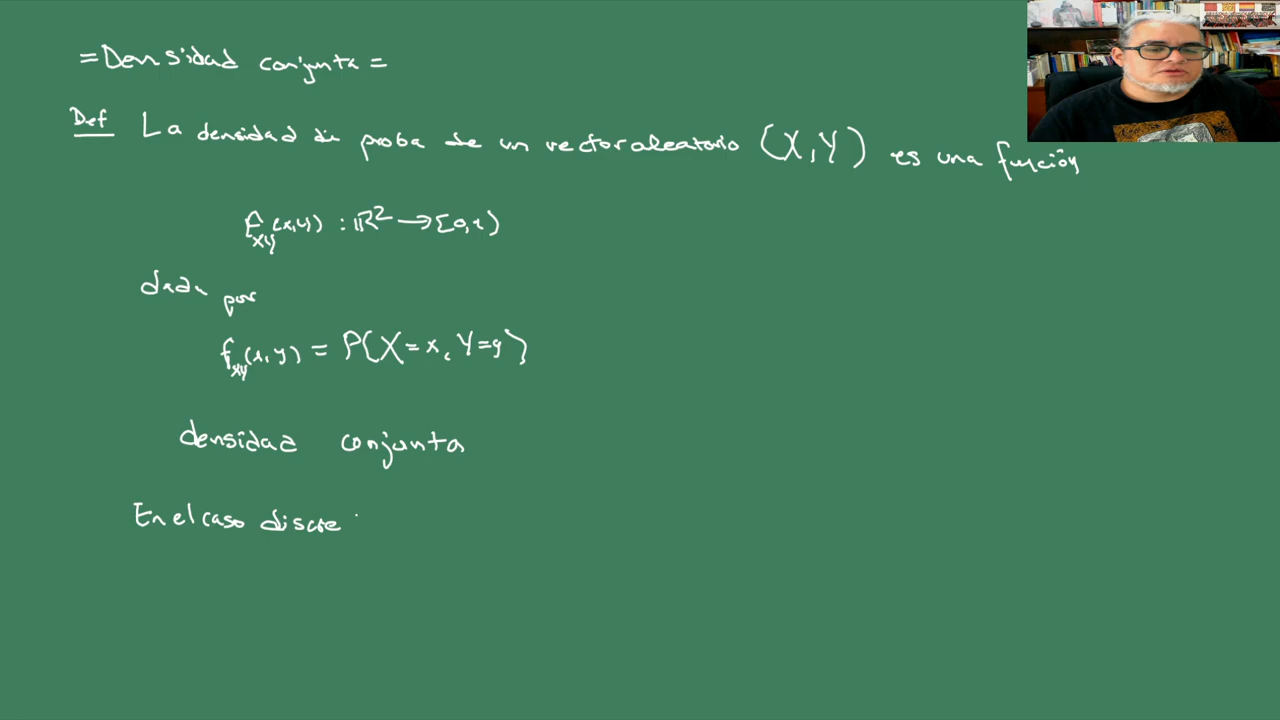 =Densidad conjunta=
Def La densidad de proba de un vector aleatorio (X,Y) es una función
f_xy(x,y) : ℝ² → [0,1)
dada por
f_xy(x,y) = P(X=x, Y=y)
densidad conjunta
En el caso discre